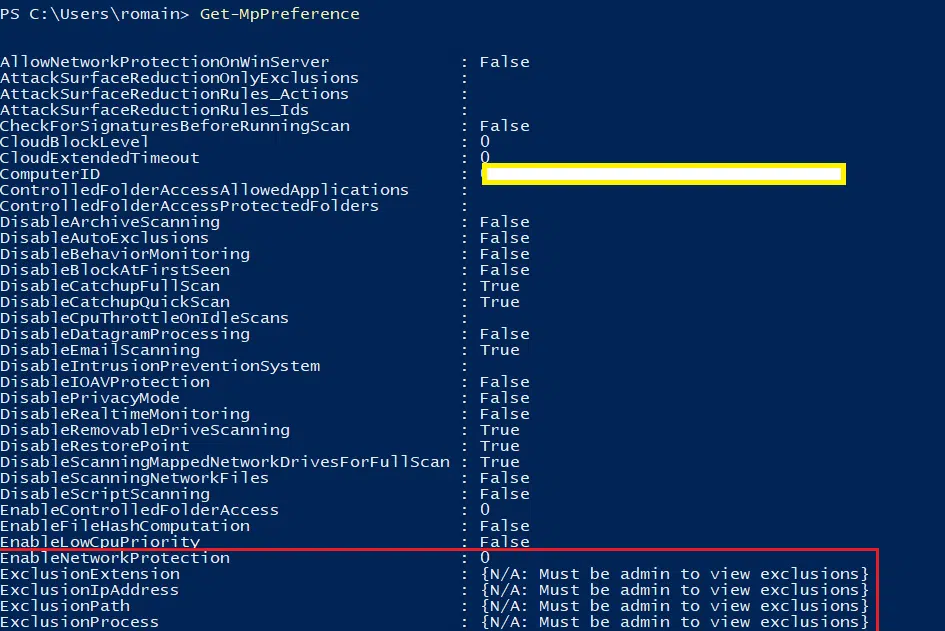 PS C:\Users\romain> Get-MpPreference
AllowNetworkProtectionOnWinServer : False
AttackSurfaceReductionOnlyExclusions :
AttackSurfaceReductionRules_Actions :
AttackSurfaceReductionRules_Ids :
CheckForSignaturesBeforeRunningScan : False
CloudBlockLevel : 0
CloudExtendedTimeout : 0
ComputerID :
ControlledFolderAccessAllowedApplications :
ControlledFolderAccessProtectedFolders :
DisableArchiveScanning : False
DisableAutoExclusions : False
DisableBehaviorMonitoring : False
DisableBlockAtFirstSeen : False
DisableCatchupFullScan : True
DisableCatchupQuickScan : True
DisableCpuThrottleOnIdleScans :
DisableDatagramProcessing : False
DisableEmailScanning : True
DisableIntrusionPreventionSystem :
DisableIOAVProtection : False
DisablePrivacyMode : False
DisableRealtimeMonitoring : False
DisableRemovableDriveScanning : True
DisableRestorePoint : True
DisableScanningMappedNetworkDrivesForFullScan : True
DisableScanningNetworkFiles : False
DisableScriptScanning : False
EnableControlledFolderAccess : 0
EnableFileHashComputation : False
EnableLowCpuPriority : False
EnableNetworkProtection : 0
ExclusionExtension : {N/A: Must be admin to view exclusions}
ExclusionIpAddress : {N/A: Must be admin to view exclusions}
ExclusionPath : {N/A: Must be admin to view exclusions}
ExclusionProcess : {N/A: Must be admin to view exclusions}